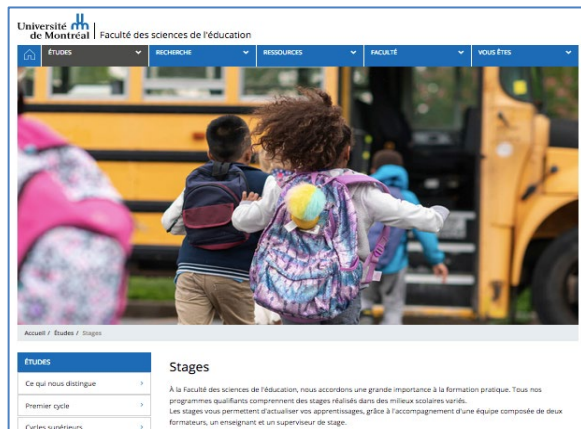 Université
de Montréal
Faculté des sciences de l'éducation
ÉTUDES
RECHERCHE
RESSOURCES
FACULTÉ
VOUS ÊTES
Accueil / Études / Stages
ÉTUDES
Ce qui nous distingue
Premier cycle
Cycles supérieurs
Stages
À la Faculté des sciences de l'éducation, nous accordons une grande importance à la formation pratique. Tous nos
programmes qualifiants comprennent des stages réalisés dans des milieux scolaires variés.
Les stages vous permettent d'actualiser vos apprentissages, grâce à l'accompagnement d'une équipe composée de deux
formateurs, un enseignant et un superviseur de stage.